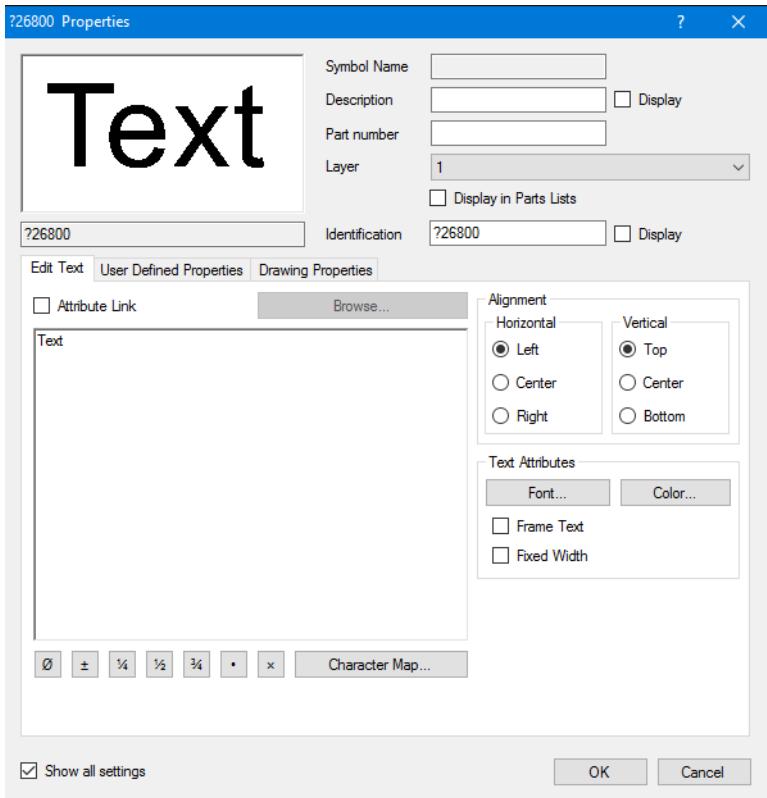 ?26800 Properties
? ×
Text
Symbol Name
Description
Display
Part number
Layer
1
Display in Parts Lists
?26800
Identification
?26800
Display
Edit Text
User Defined Properties
Drawing Properties
Attribute Link
Browse...
Text
Alignment
Horizontal
Left
Center
Right
Vertical
Top
Center
Bottom
Text Attributes
Font...
Color...
Frame Text
Fixed Width
Ø ± ¼ ½ ¾ • ×
Character Map...
Show all settings
OK
Cancel